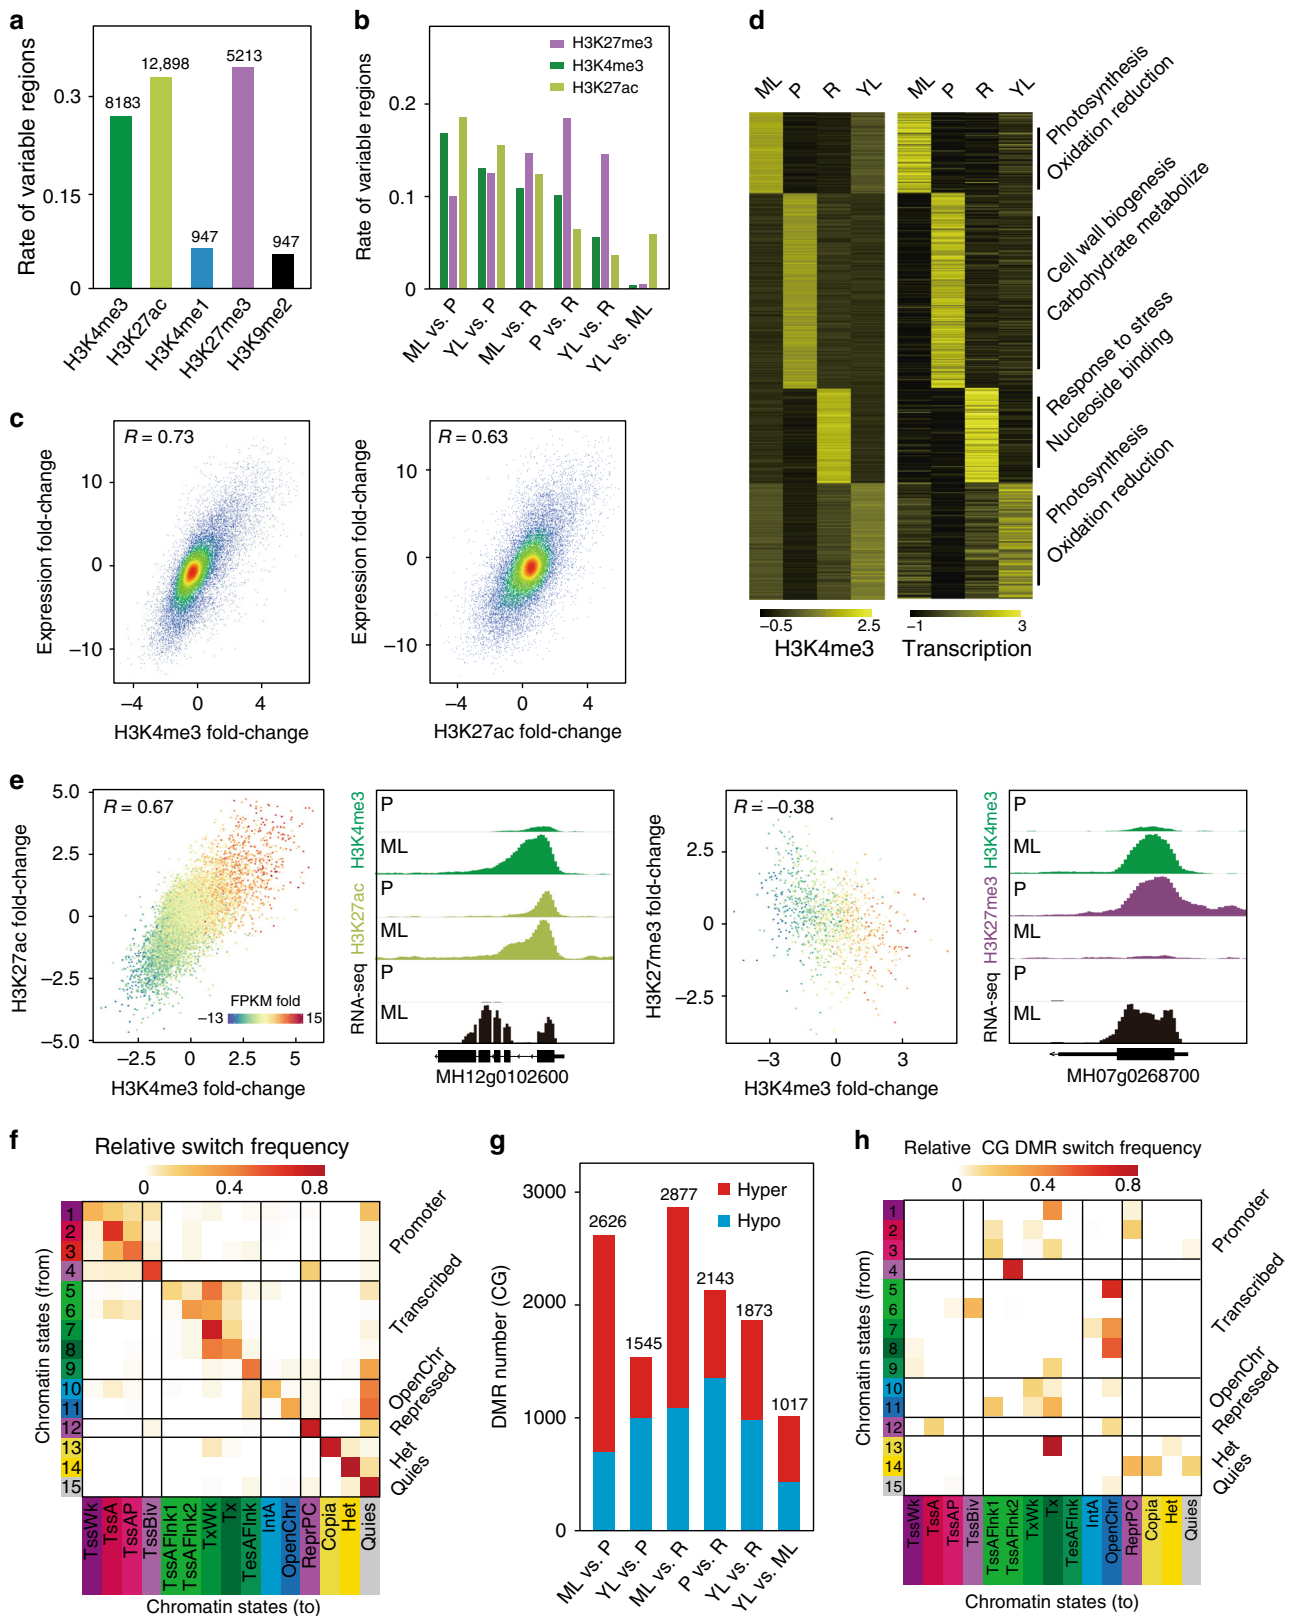 a
Rate of variable regions
0.3
0.15
0
8183
12,898
947
5213
947
H3K4me3
H3K27ac
H3K4me1
H3K27me3
H3K9me2
b
Rate of variable regions
0.2
0.1
0
H3K27me3
H3K4me3
H3K27ac
ML vs. P
YL vs. P
ML vs. R
P vs. R
YL vs. R
YL vs. ML
c
R = 0.73
Expression fold-change
10
0
−10
−4 0 4
H3K4me3 fold-change
R = 0.63
Expression fold-change
10
0
−10
−4 0 4
H3K27ac fold-change
d
ML P R YL
ML P R YL
Photosynthesis
Oxidation reduction
Cell wall biogenesis
Carbohydrate metabolize
Response to stress
Nucleoside binding
Photosynthesis
Oxidation reduction
−0.5 2.5
H3K4me3
−1 3
Transcription
e
R = 0.67
H3K27ac fold-change
5.0
2.5
0
−2.5
−5.0
FPKM fold
−13 15
−2.5 0 2.5 5
H3K4me3 fold-change
H3K4me3
H3K27ac
RNA-seq
P
ML
P
ML
P
ML
MH12g0102600
R = −0.38
H3K27me3 fold-change
2.5
0
−2.5
−3 0 3
H3K4me3 fold-change
H3K4me3
H3K27me3
RNA-seq
P
ML
P
ML
P
ML
MH07g0268700
f
Relative switch frequency
0 0.4 0.8
Chromatin states (from)
1
2
3
4
5
6
7
8
9
10
11
12
13
14
15
Promoter
Transcribed
OpenChr
Repressed
Het
Quies
TssWk
TssA
TssAP
TssBiv
TssAFlnk1
TssAFlnk2
TxWk
Tx
TesAFlnk
IntA
OpenChr
ReprPC
Copia
Het
Quies
Chromatin states (to)
g
DMR number (CG)
3000
2000
1000
0
Hyper
Hypo
2626
1545
2877
2143
1873
1017
ML vs. P
YL vs. P
ML vs. R
P vs. R
YL vs. R
YL vs. ML
h
Relative CG DMR switch frequency
0 0.4 0.8
Chromatin states (from)
1
2
3
4
5
6
7
8
9
10
11
12
13
14
15
Promoter
Transcribed
OpenChr
Repressed
Het
Quies
TssWk
TssA
TssAP
TssBiv
TssAFlnk1
TssAFlnk2
TxWk
Tx
TesAFlnk
IntA
OpenChr
ReprPC
Copia
Het
Quies
Chromatin states (to)